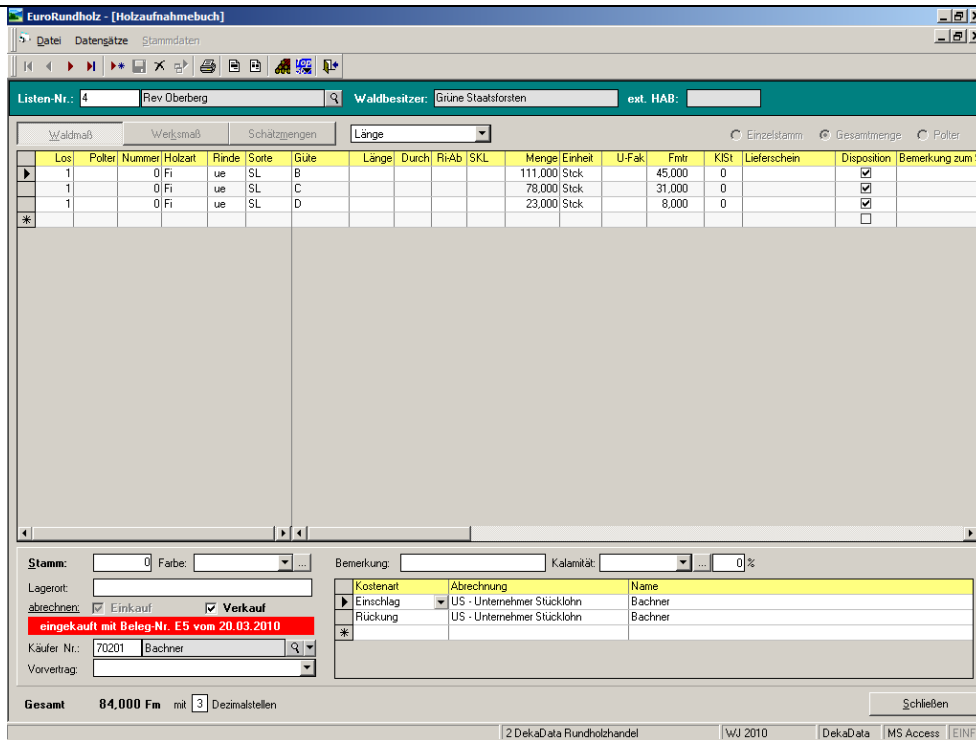 EuroRundholz - [Holzaufnahmebuch]
Datei Datensätze Stammdaten
Listen-Nr.: 4 Rev Oberberg Waldbesitzer: Grüne Staatsforsten ext. HAB:
Waldmaß Werksmaß Schätzmengen Länge Einzelstamm Gesamtmenge Polter
Los Polter Nummer Holzart Rinde Sorte Güte Länge Durch Ri-Ab SKL Menge Einheit U-Fak Fmtr KlSt Lieferschein Disposition Bemerkung zum
1 0 Fi ue SL B 111,000 Stck 45,000 0
1 0 Fi ue SL C 78,000 Stck 31,000 0
1 0 Fi ue SL D 23,000 Stck 8,000 0
Stamm: 0 Farbe: ... Bemerkung: Kalamität: ... 0 %
Lagerort:
abrechnen: Einkauf Verkauf
eingekauft mit Beleg-Nr. E5 vom 20.03.2010
Käufer Nr.: 70201 Bachner
Vorvertrag:
Kostenart Abrechnung Name
Einschlag US - Unternehmer Stücklohn Bachner
Rückung US - Unternehmer Stücklohn Bachner
Gesamt 84,000 Fm mit 3 Dezimalstellen Schließen
2 DekaData Rundholzhandel WJ 2010 DekaData MS Access EINF